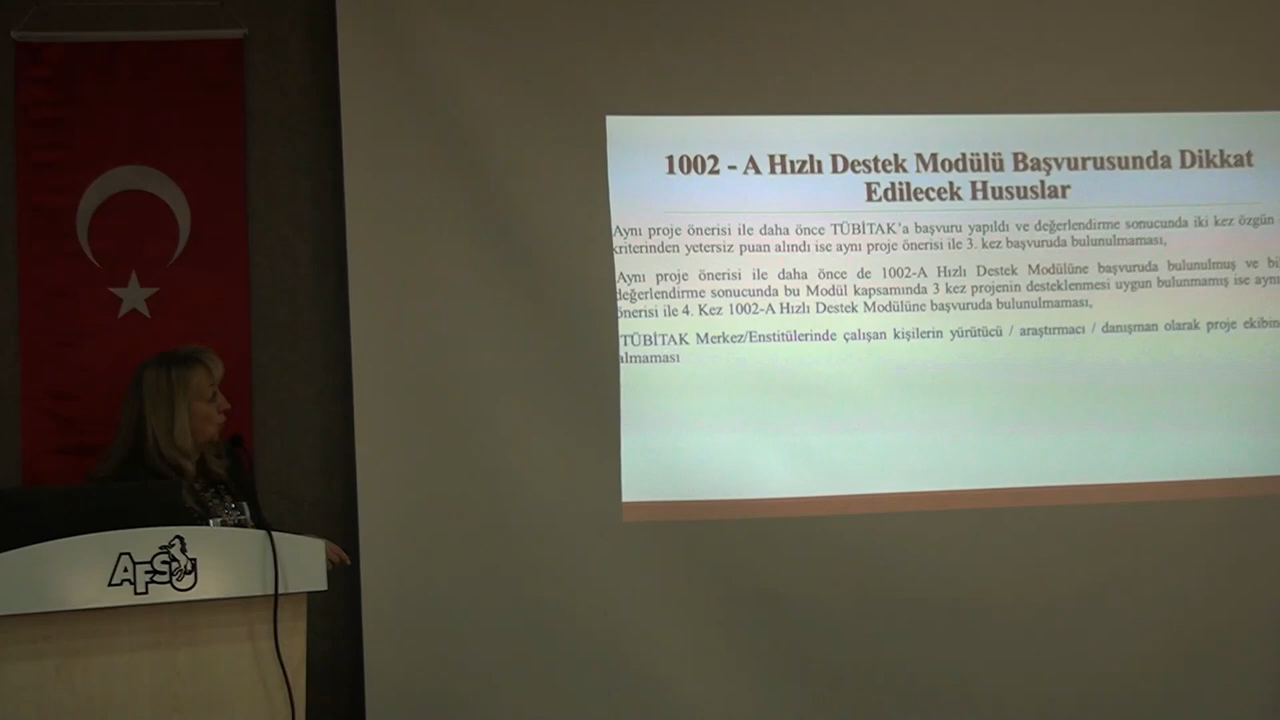 1002 - A Hızlı Destek Modülü Başvurusunda Dikkat
Edilecek Hususlar
Aynı proje önerisi ile daha önce TÜBİTAK'a başvuru yapıldı ve değerlendirme sonucunda iki kez özgün
kriterinden yetersiz puan alındı ise aynı proje önerisi ile 3. kez başvuruda bulunulmaması,
Aynı proje önerisi ile daha önce de 1002-A Hızlı Destek Modülüne başvuruda bulunulmuş ve bi
değerlendirme sonucunda bu Modül kapsamında 3 kez projenin desteklenmesi uygun bulunmamış ise aynı
önerisi ile 4. Kez 1002-A Hızlı Destek Modülüne başvuruda bulunulmaması,
TÜBİTAK Merkez/Enstitülerinde çalışan kişilerin yürütücü / araştırmacı / danışman olarak proje ekibin
almaması
AFSU